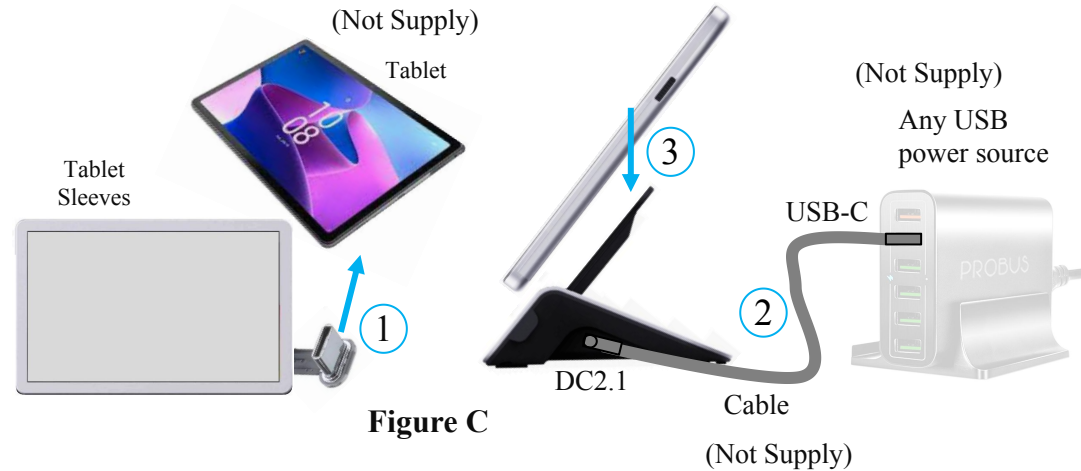 (Not Supply)
Tablet
10
08
Tablet
Sleeves
1
3
(Not Supply)
Any USB
power source
USB-C
PROBUS
2
DC2.1
Cable
Figure C
(Not Supply)